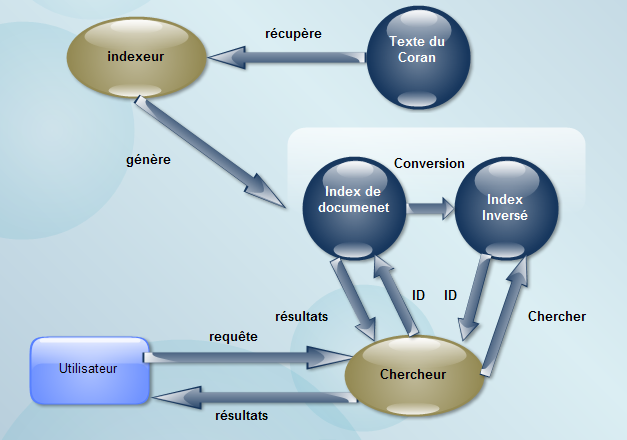 récupère
Texte du
Coran
indexeur
génère
Conversion
Index de
documenet
Index
Inversé
ID
ID
résultats
Chercher
requête
Utilisateur
Chercheur
résultats